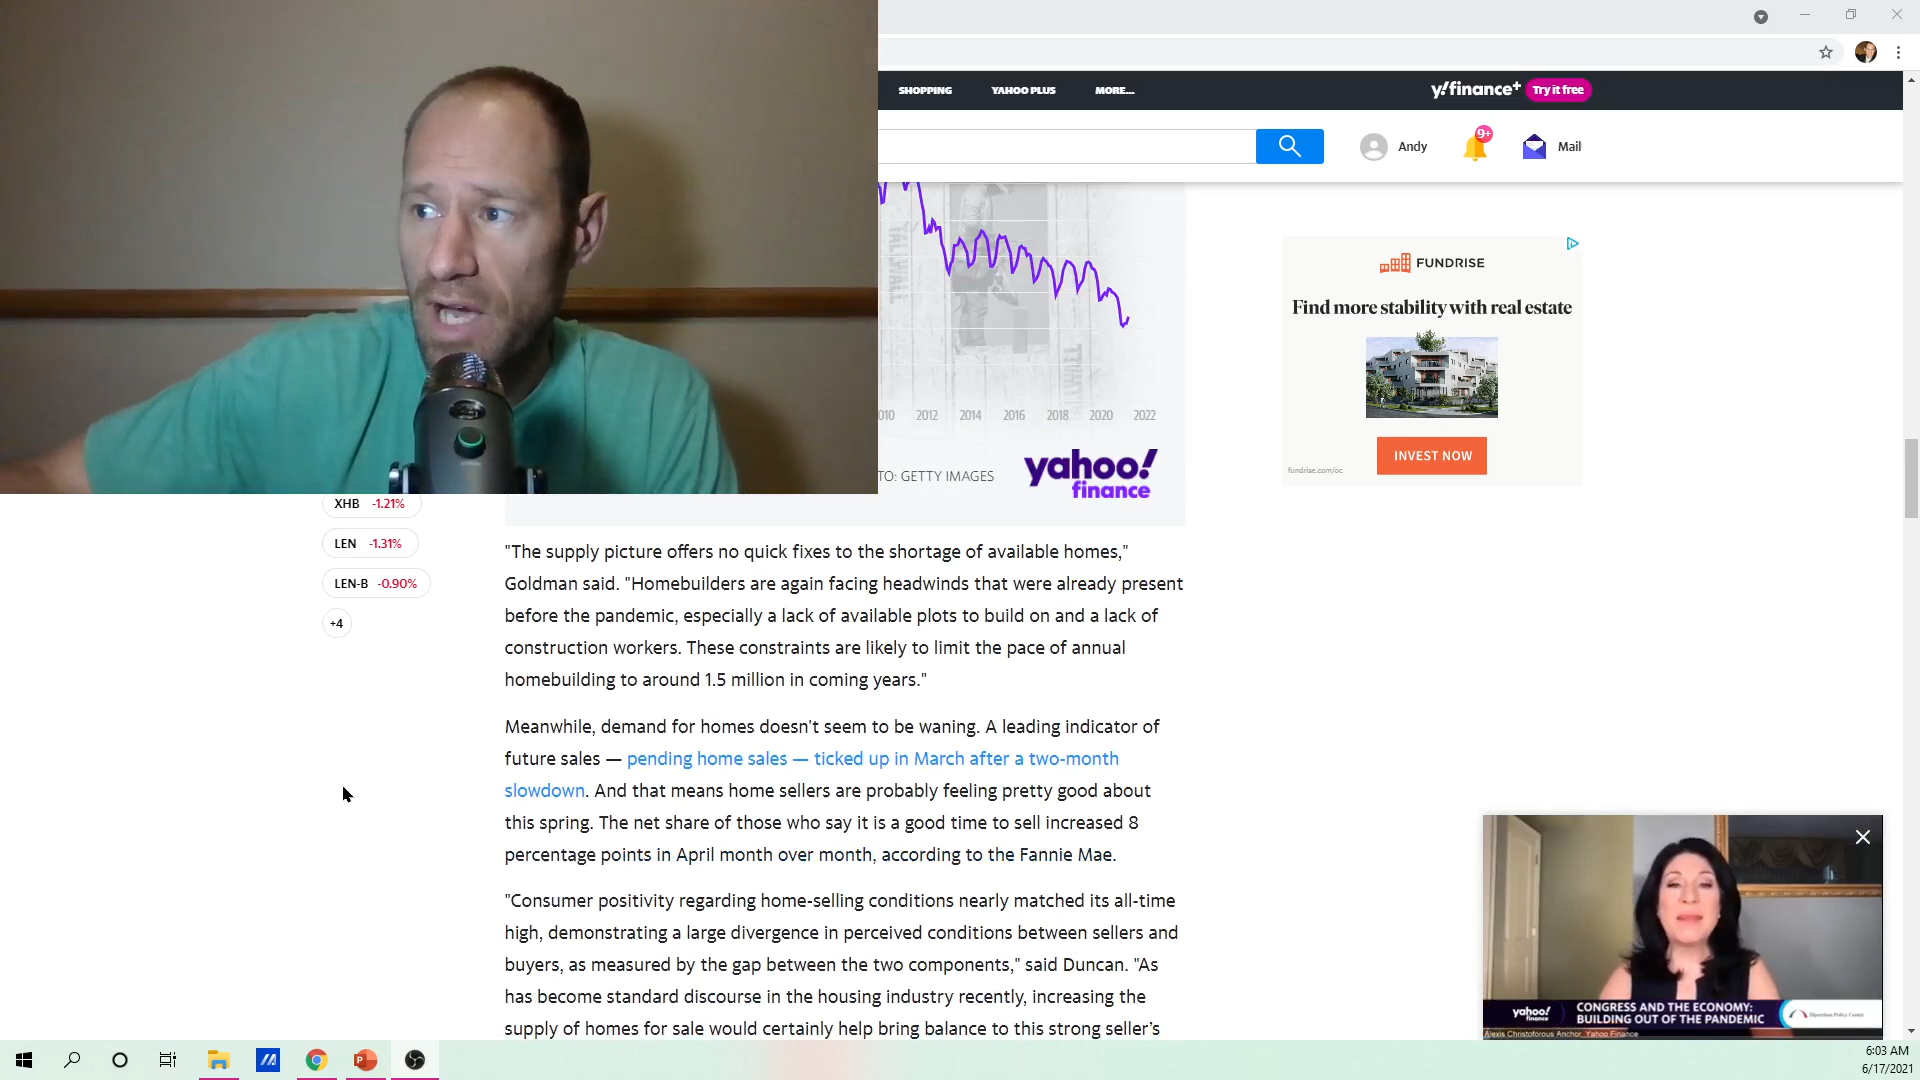 SHOPPING YAHOO PLUS MORE... y!finance+ Try it free
Andy 9+ Mail
010 2012 2014 2016 2018 2020 2022
TO: GETTY IMAGES yahoo!
finance
FUNDRISE
Find more stability with real estate
INVEST NOW
fundrise.com/oc
XHB -1.21%
LEN -1.31%
LEN-B -0.90%
+4
"The supply picture offers no quick fixes to the shortage of available homes,"
Goldman said. "Homebuilders are again facing headwinds that were already present
before the pandemic, especially a lack of available plots to build on and a lack of
construction workers. These constraints are likely to limit the pace of annual
homebuilding to around 1.5 million in coming years."
Meanwhile, demand for homes doesn't seem to be waning. A leading indicator of
future sales — pending home sales — ticked up in March after a two-month
slowdown. And that means home sellers are probably feeling pretty good about
this spring. The net share of those who say it is a good time to sell increased 8
percentage points in April month over month, according to the Fannie Mae.
"Consumer positivity regarding home-selling conditions nearly matched its all-time
high, demonstrating a large divergence in perceived conditions between sellers and
buyers, as measured by the gap between the two components," said Duncan. "As
has become standard discourse in the housing industry recently, increasing the
supply of homes for sale would certainly help bring balance to this strong seller's
yahoo!
finance
CONGRESS AND THE ECONOMY:
BUILDING OUT OF THE PANDEMIC
Bipartisan Policy Center
Alexis Christoforous Anchor, Yahoo Finance
6:03 AM
6/17/2021